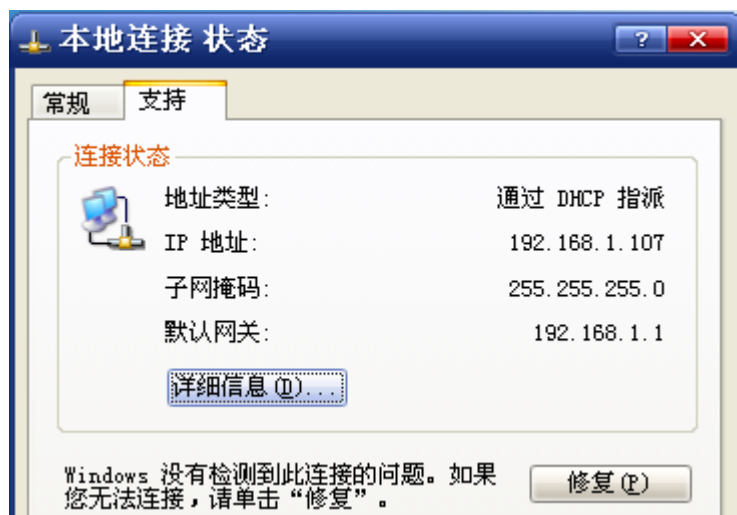 本地连接 状态
常规 支持
连接状态
地址类型: 通过 DHCP 指派
IP 地址: 192.168.1.107
子网掩码: 255.255.255.0
默认网关: 192.168.1.1
详细信息(D)...
Windows 没有检测到此连接的问题。如果
您无法连接，请单击“修复”。
修复(P)